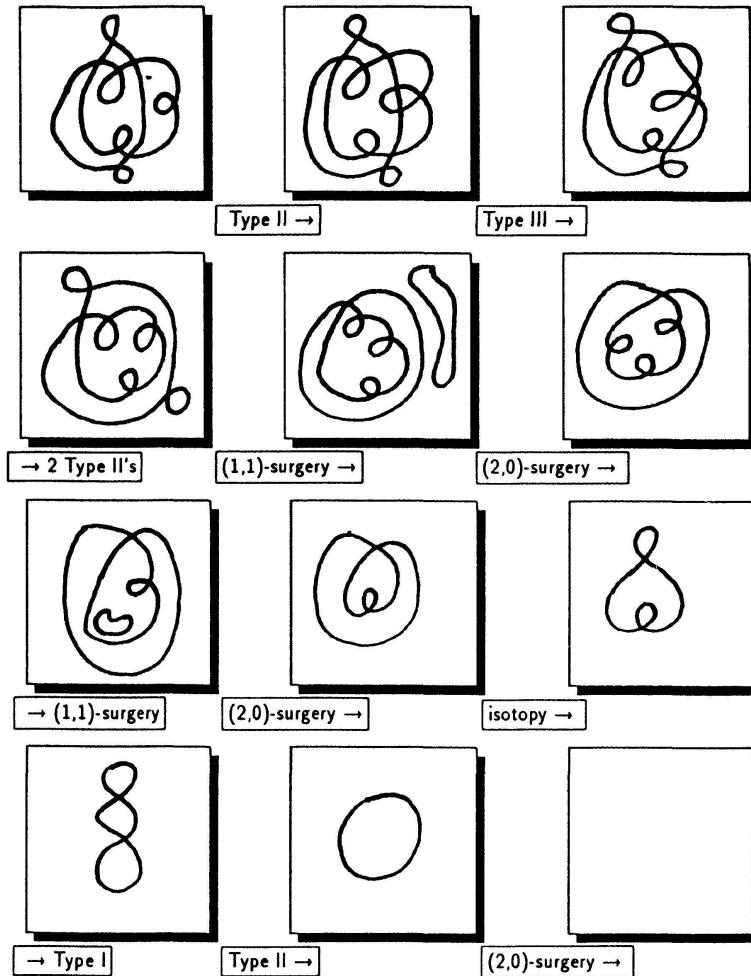 Type II →
Type III →
→ 2 Type II's
(1,1)-surgery →
(2,0)-surgery →
→ (1,1)-surgery
(2,0)-surgery →
isotopy →
→ Type I
Type II →
(2,0)-surgery →